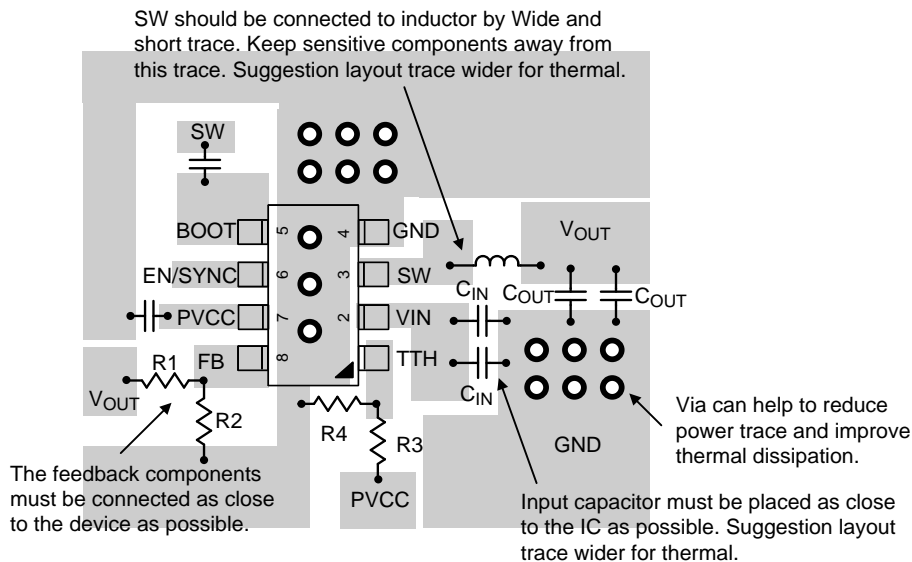 SW should be connected to inductor by Wide and
short trace. Keep sensitive components away from
this trace. Suggestion layout trace wider for thermal.
SW
BOOT 5 4 GND
VOUT
EN/SYNC 6 3 SW
CIN COUT COUT
PVCC 7 2 VIN
FB 8 TTH
R1
VOUT
CIN
R2
R4 R3
Via can help to reduce
power trace and improve
thermal dissipation.
GND
The feedback components
must be connected as close
to the device as possible.
PVCC
Input capacitor must be placed as close
to the IC as possible. Suggestion layout
trace wider for thermal.